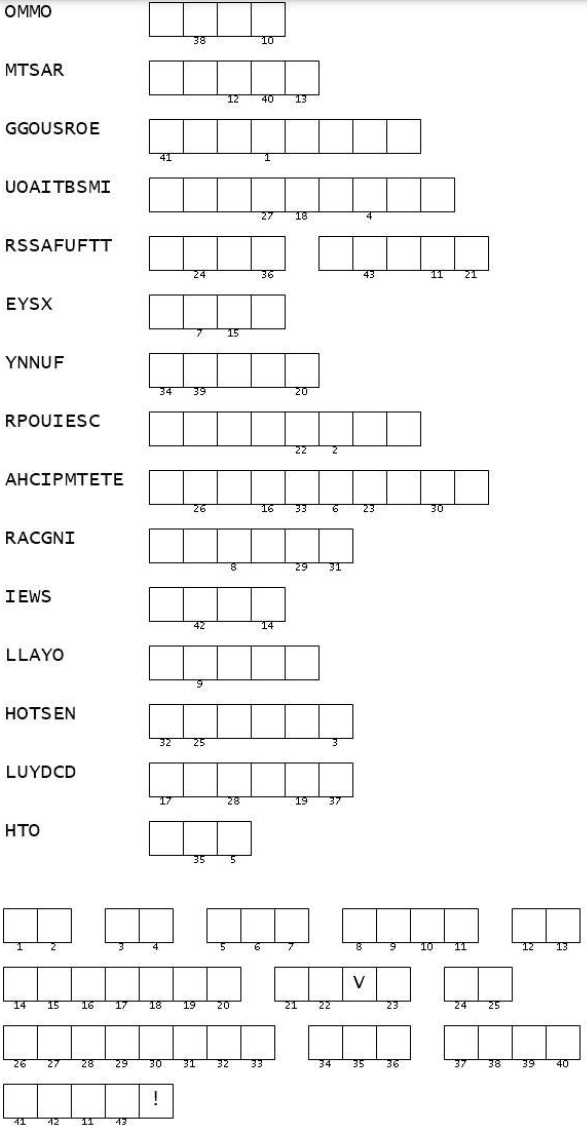 OMMO
38 10
MTSAR
12 40 13
GGOUSROE
41 1
UOAITBSMI
27 18 4
RSSAFUFTT
24 36 43 11 21
EYSX
7 15
YNNUF
34 39 20
RPOUIESC
22 2
AHCIPMTETE
26 16 33 6 23 30
RACGNI
8 29 31
IEWS
42 14
LLAYO
9
HOTSEN
32 25 3
LUYDCD
17 28 19 37
HTO
35 5
V
!
1 2 3 4 5 6 7 8 9 10 11 12 13
14 15 16 17 18 19 20 21 22 23 24 25
26 27 28 29 30 31 32 33 34 35 36 37 38 39 40
41 42 11 43